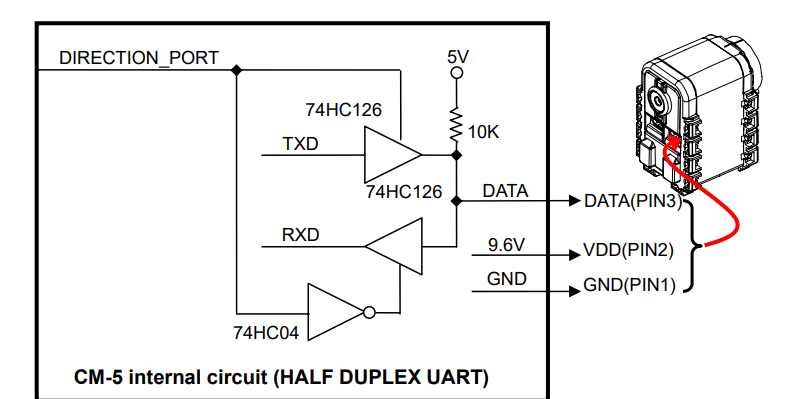 DIRECTION_PORT
5V
74HC126
10K
TXD
74HC126
DATA
DATA(PIN3)
RXD
9.6V
VDD(PIN2)
GND
GND(PIN1)
74HC04
CM-5 internal circuit (HALF DUPLEX UART)